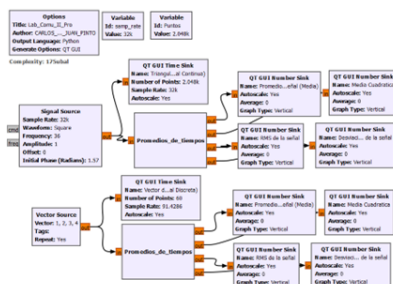 Options
Title: Lab_Comu_II_Pro
Author: CARLOS_..._JUAN_PINTO
Output Language: Python
Generate Options: QT GUI
Variable
Id: samp_rate
Value: 32k
Variable
Id: Puntos
Value: 2.048k
Complexity: 175ubal
QT GUI Time Sink
Name: Triangul...al Continua)
Number of Points: 2.048k
Sample Rate: 32k
Autoscale: Yes
Signal Source
Sample Rate: 32k
Waveform: Square
Frequency: 36
Amplitude: 1
Offset: 0
Initial Phase (Radians): 1.57
Promedios_de_tiempos
QT GUI Number Sink
Name: Promedio...eñal (Media)
Autoscale: Yes
Average: 0
Graph Type: Vertical
QT GUI Number Sink
Name: Media Cuadratica
Autoscale: Yes
Average: 0
Graph Type: Vertical
QT GUI Number Sink
Name: RMS de la señal
Autoscale: Yes
Average: 0
Graph Type: Vertical
QT GUI Number Sink
Name: Desviac... de la señal
Autoscale: Yes
Average: 0
Graph Type: Vertical
QT GUI Time Sink
Name: Vector d...al Discreta)
Number of Points: 60
Sample Rate: 91.4286
Autoscale: Yes
Vector Source
Vector: 1, 2, 3, 4
Tags:
Repeat: Yes
Promedios_de_tiempos
QT GUI Number Sink
Name: Promedio...eñal (Media)
Autoscale: Yes
Average: 0
Graph Type: Vertical
QT GUI Number Sink
Name: Media Cuadratica
Autoscale: Yes
Average: 0
Graph Type: Vertical
QT GUI Number Sink
Name: RMS de la señal
Autoscale: Yes
Average: 0
Graph Type: Vertical
QT GUI Number Sink
Name: Desviac... de la señal
Autoscale: Yes
Average: 0
Graph Type: Vertical